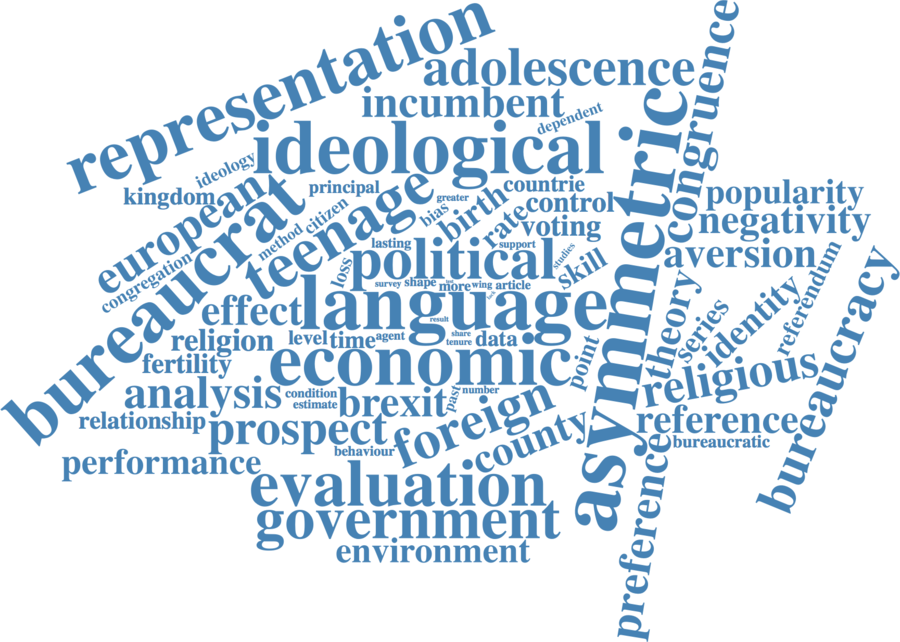 representation
adolescence
incumbent
dependent
ideological
ideology
kingdom
principal
greater
countrie
congruence
popularity
negativity
aversion
european
bureaucrat
teenage
method
citizen
bias
birth
rate
control
voting
congregation
lasting
support
studies
loss
political
skill
survey
shape
more
wing
article
effect
language
asymmetric
theory
series
identity
referendum
bureaucracy
result
share
tenure
religion
level
time
agent
data
fertility
economic
point
analysis
condition
estimate
brexit
past
number
religious
relationship
prospect
foreign
county
reference
bureaucratic
behaviour
performance
evaluation
government
environment
preference